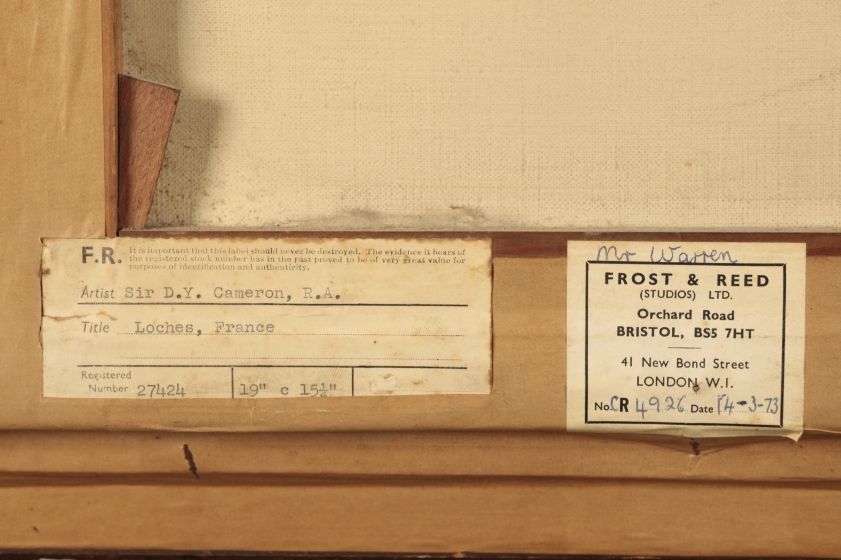 F.R. It is important that this label should never be destroyed. The evidence it bears of
the registered stock number has in the past proved to be of very great value for
purposes of identification and authenticity.
Artist Sir D.Y. Cameron, R.A.
Title Loches, France
Registered
Number 27424 19" c 15½"
Mr Warren
FROST & REED
(STUDIOS) LTD.
Orchard Road
BRISTOL, BS5 7HT
41 New Bond Street
LONDON W.1.
No. CR 4926 Date 14-3-73